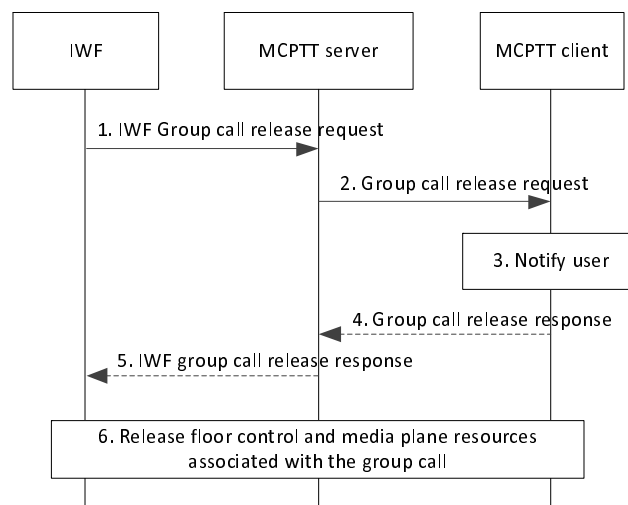 IWF
MCPTT server
MCPTT client
1. IWF Group call release request
2. Group call release request
3. Notify user
4. Group call release response
5. IWF group call release response
6. Release floor control and media plane resources
associated with the group call